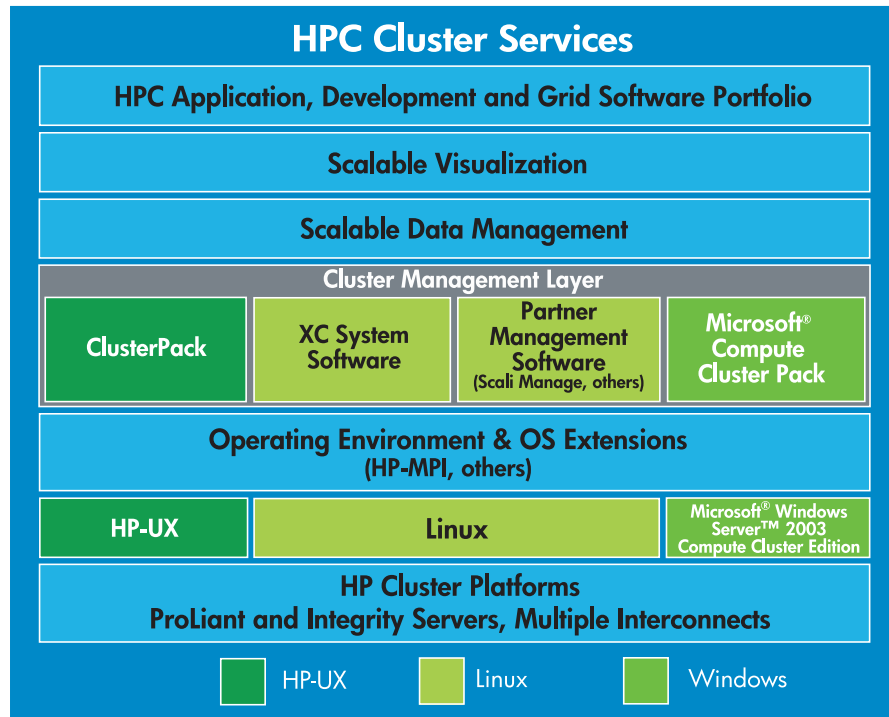 HPC Cluster Services
HPC Application, Development and Grid Software Portfolio
Scalable Visualization
Scalable Data Management
Cluster Management Layer
ClusterPack
XC System
Software
Partner
Management
Software
(Scali Manage, others)
Microsoft®
Compute
Cluster Pack
Operating Environment & OS Extensions
(HP-MPI, others)
HP-UX
Linux
Microsoft® Windows
Server™ 2003
Compute Cluster Edition
HP Cluster Platforms
ProLiant and Integrity Servers, Multiple Interconnects
HP-UX
Linux
Windows